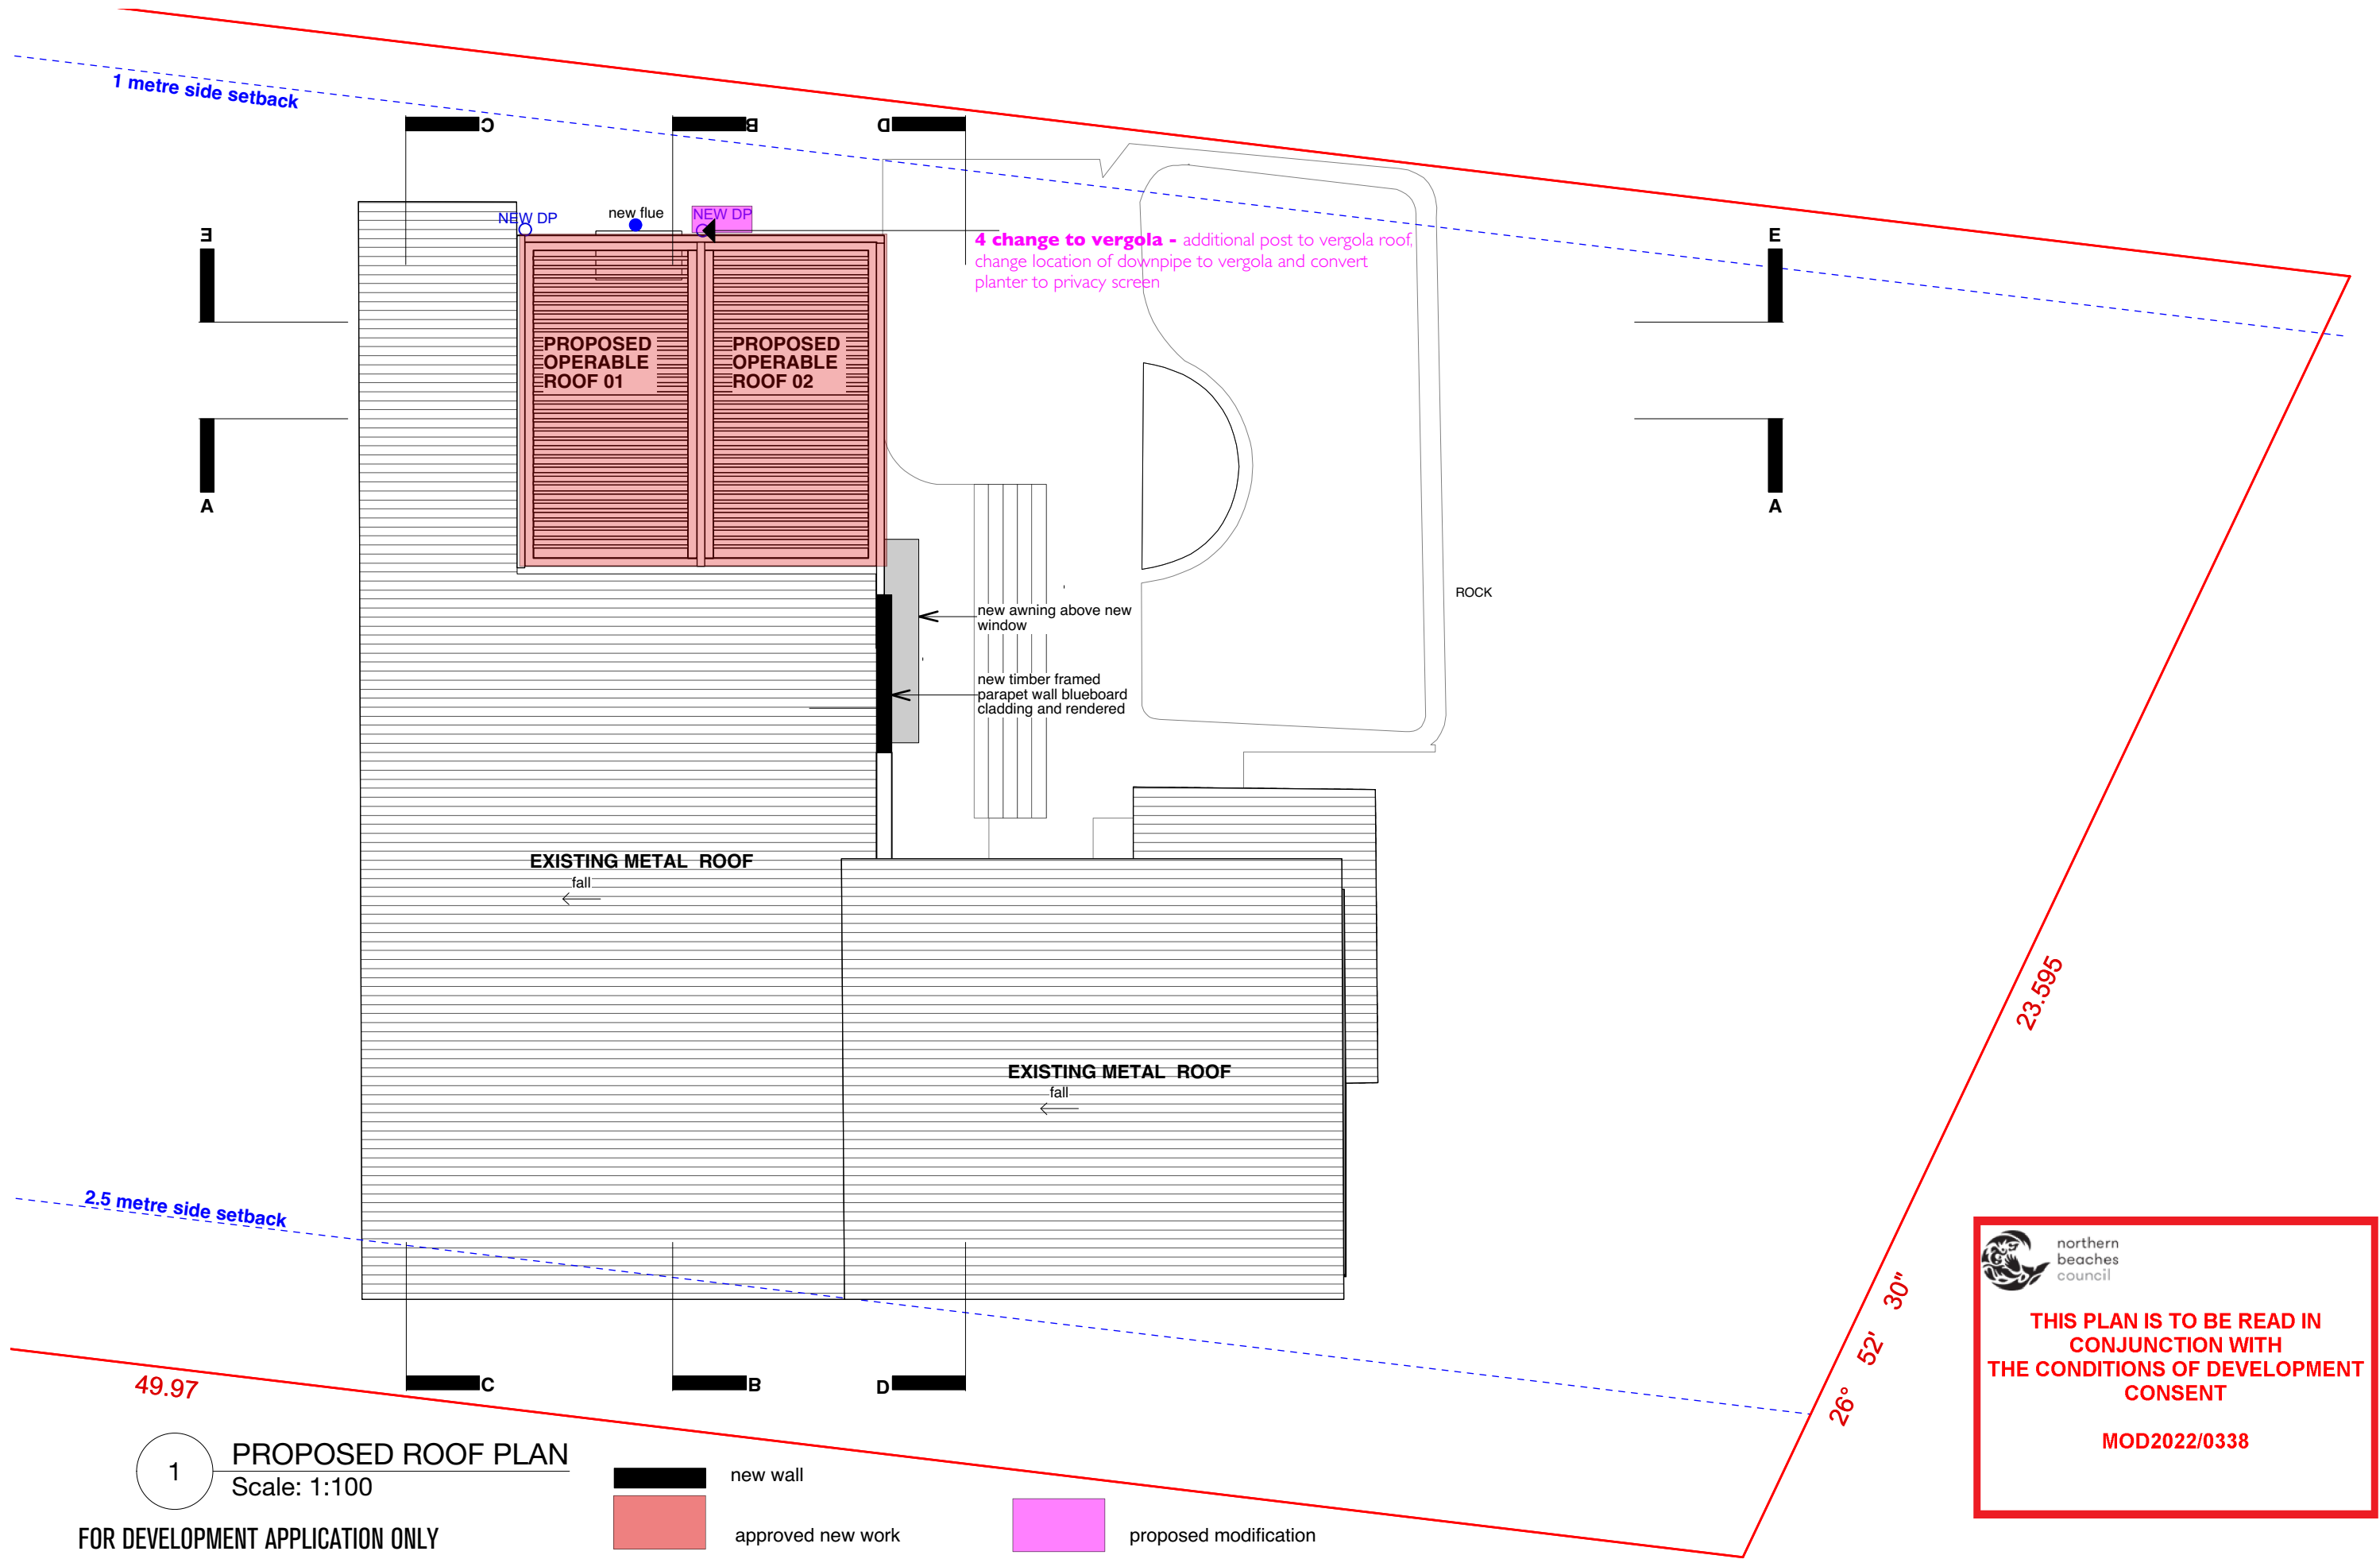 1 metre side setback
C
B
D
E
E
NEW DP
new flue
NEW DP
4 change to vergola - additional post to vergola roof,
change location of downpipe to vergola and convert
planter to privacy screen
PROPOSED
OPERABLE
ROOF 01
PROPOSED
OPERABLE
ROOF 02
A
A
ROCK
new awning above new
window
new timber framed
parapet wall blueboard
cladding and rendered
EXISTING METAL ROOF
fall
EXISTING METAL ROOF
fall
23.595
2.5 metre side setback
26° 52' 30"
49.97
C
B
D
1
PROPOSED ROOF PLAN
Scale: 1:100
FOR DEVELOPMENT APPLICATION ONLY
new wall
approved new work
proposed modification
northern
beaches
council
THIS PLAN IS TO BE READ IN
CONJUNCTION WITH
THE CONDITIONS OF DEVELOPMENT
CONSENT
MOD2022/0338